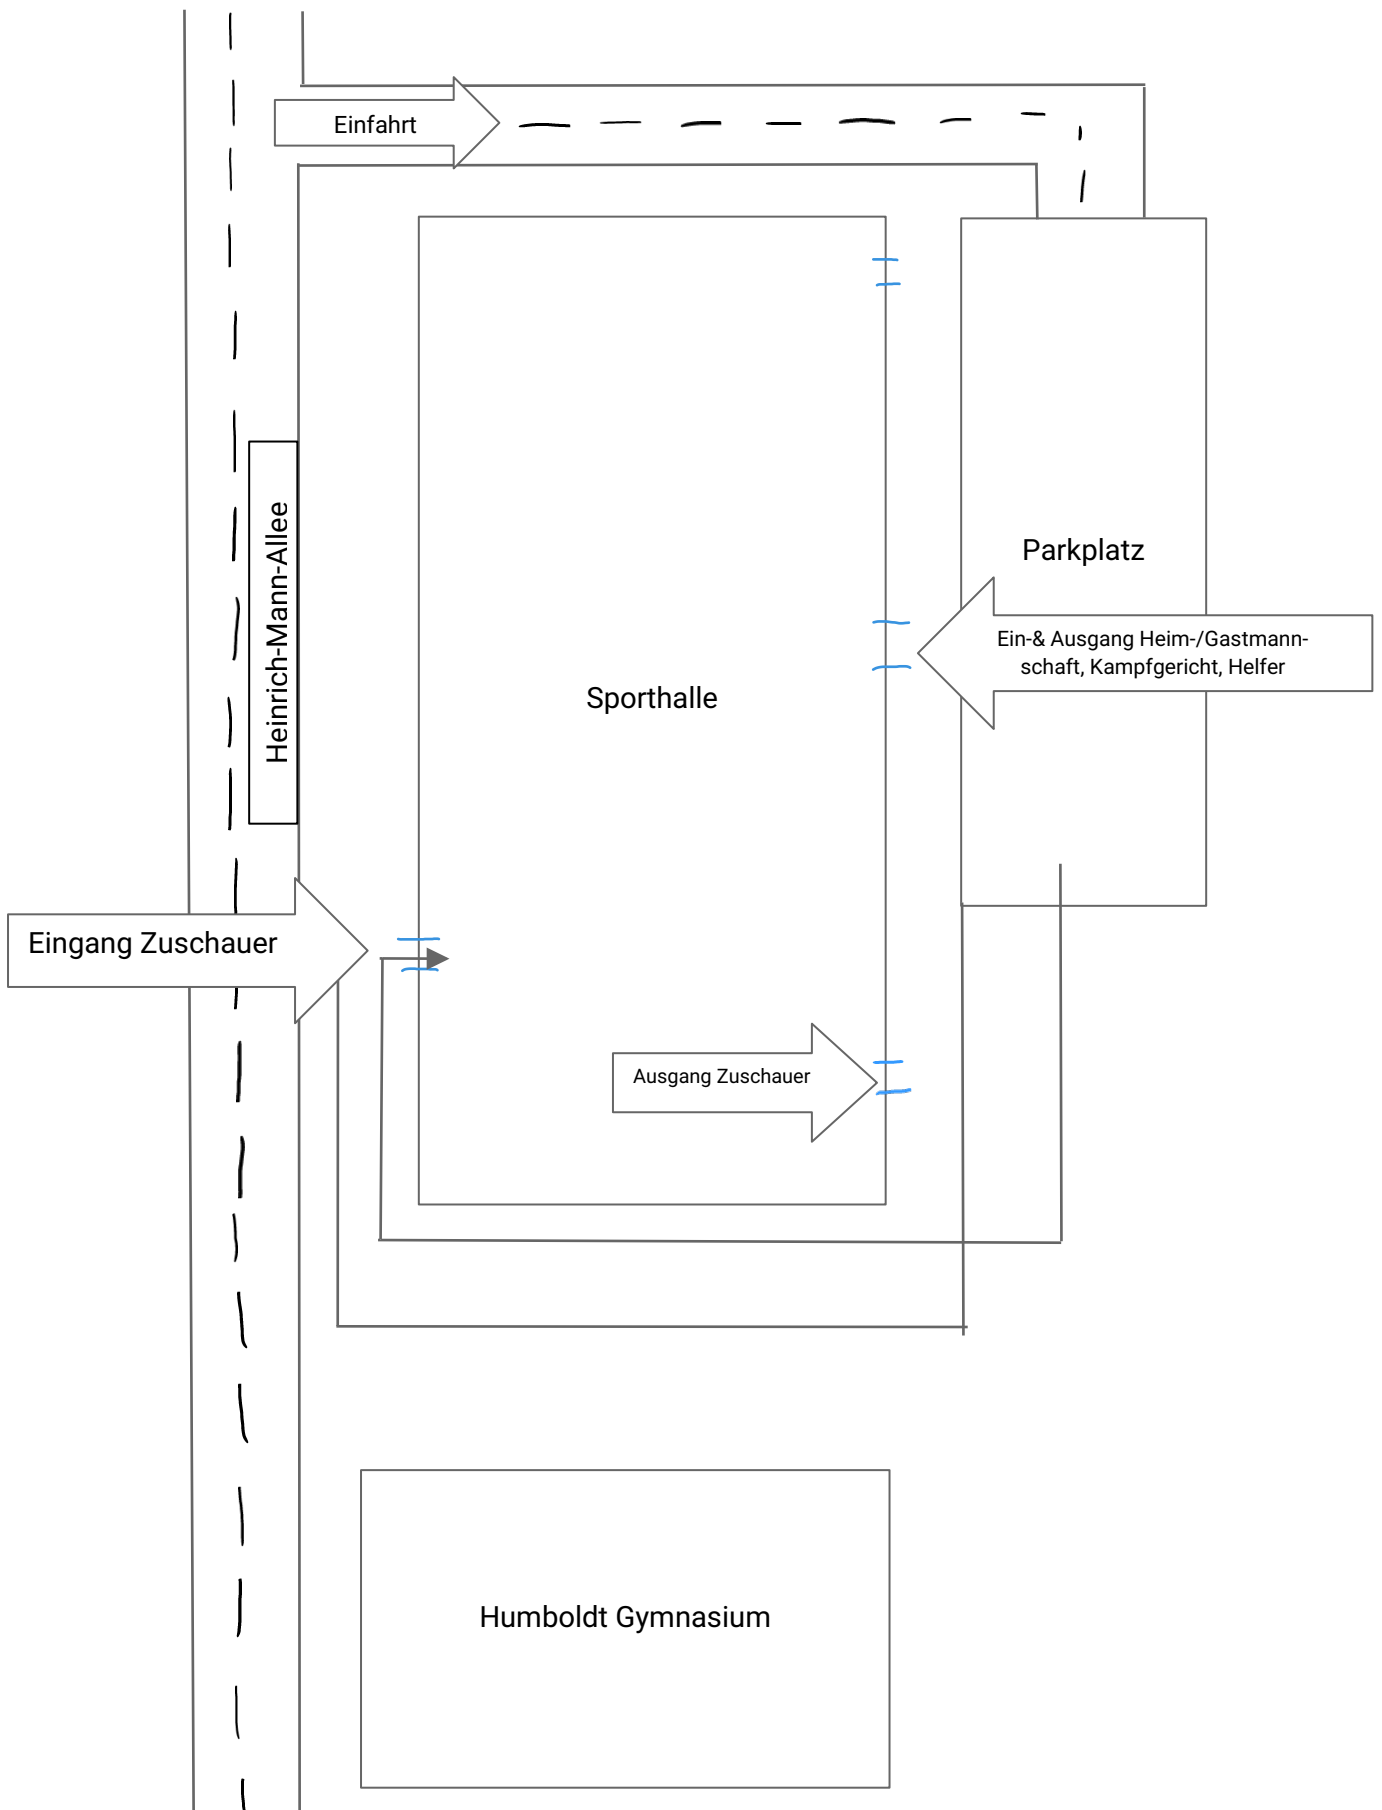 Einfahrt
Heinrich-Mann-Allee
Parkplatz
Ein-& Ausgang Heim-/Gastmann-
schaft, Kampfgericht, Helfer
Sporthalle
Eingang Zuschauer
Ausgang Zuschauer
Humboldt Gymnasium